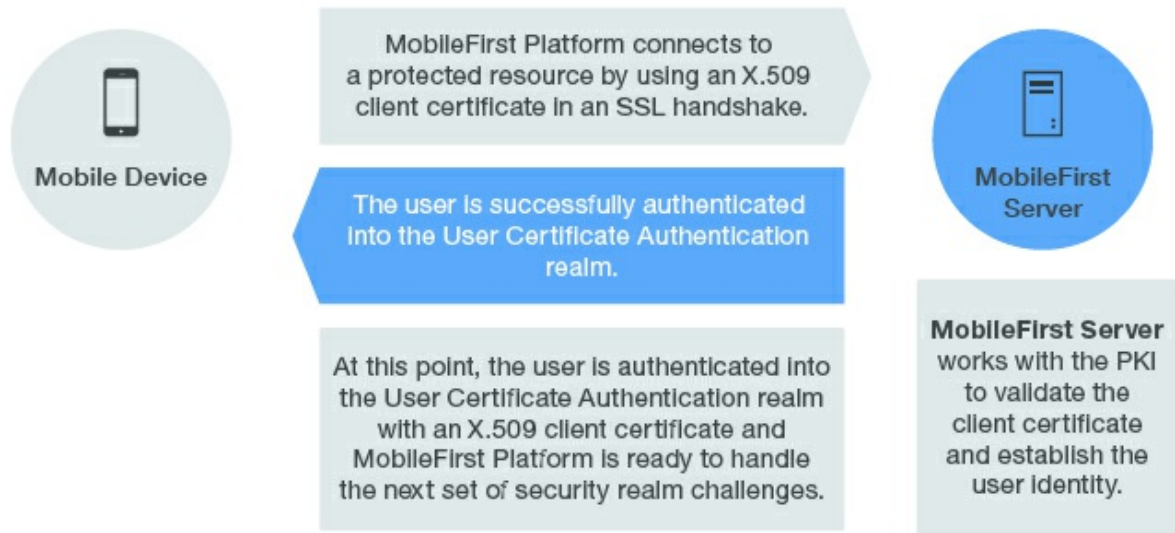 Mobile Device
MobileFirst Platform connects to
a protected resource by using an X.509
client certificate in an SSL handshake.
MobileFirst
Server
The user is successfully authenticated
into the User Certificate Authentication
realm.
At this point, the user is authenticated into
the User Certificate Authentication realm
with an X.509 client certificate and
MobileFirst Platform is ready to handle
the next set of security realm challenges.
MobileFirst Server
works with the PKI
to validate the
client certificate
and establish the
user identity.